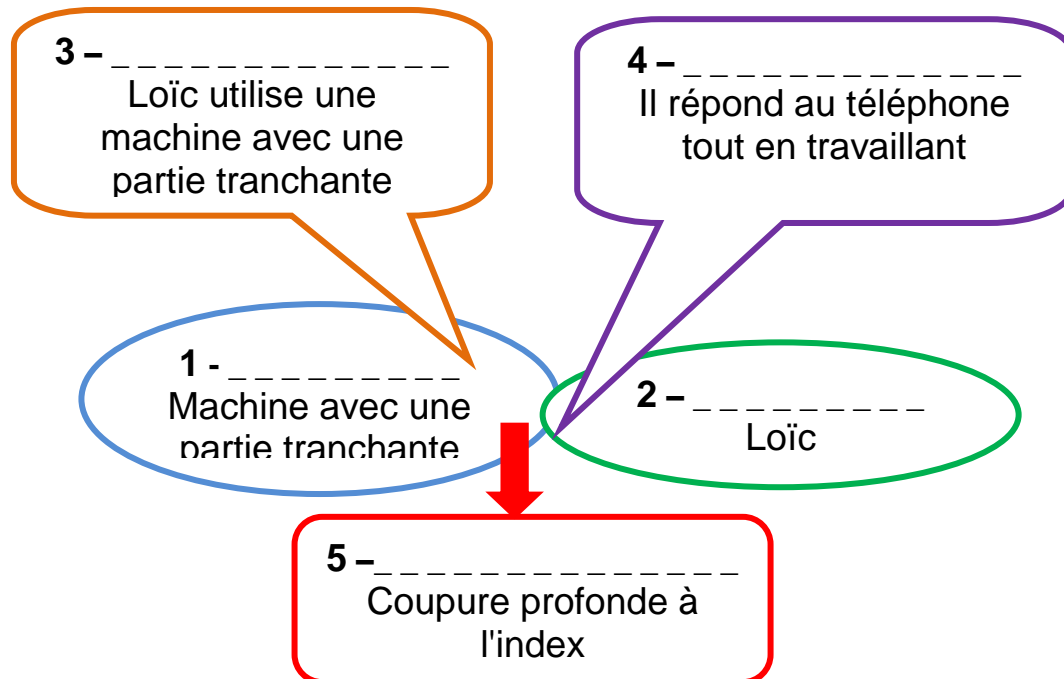 3 – _ _ _ _ _ _ _ _ _ _ _ _ _
Loïc utilise une
machine avec une
partie tranchante
4 – _ _ _ _ _ _ _ _ _ _ _ _ _
Il répond au téléphone
tout en travaillant
1 - _ _ _ _ _ _ _ _ _
Machine avec une
partie tranchante
2 – _ _ _ _ _ _ _ _ _
Loïc
5 –_ _ _ _ _ _ _ _ _ _ _ _ _ _
Coupure profonde à
l'index